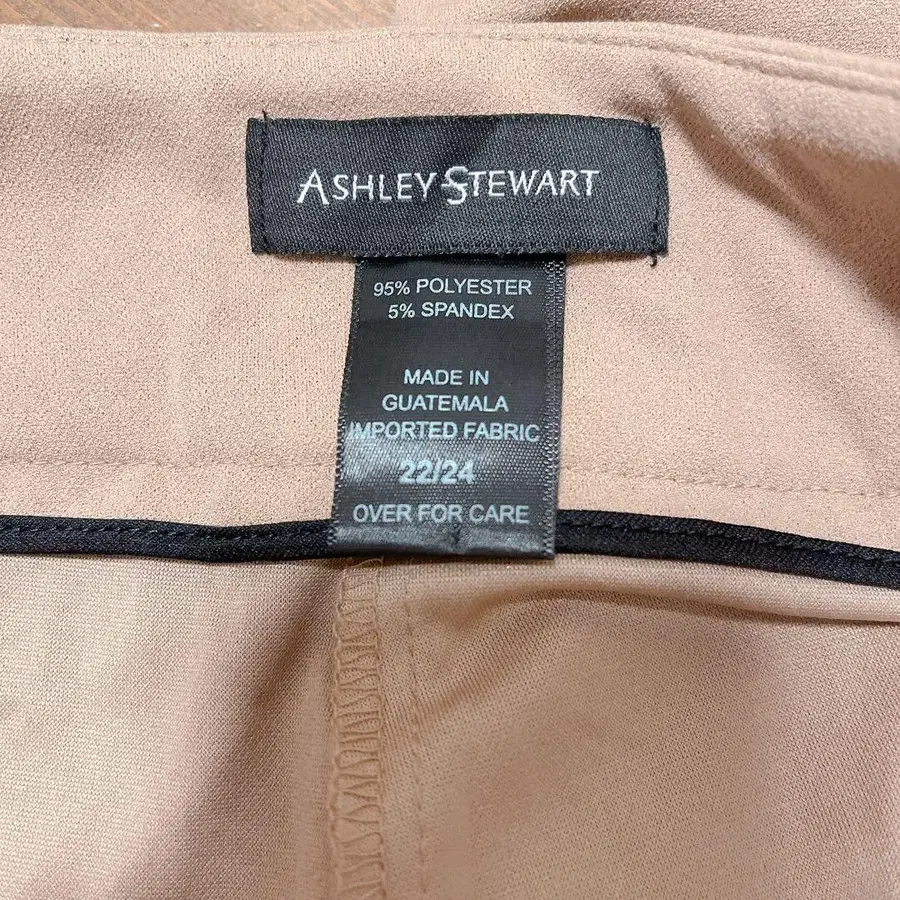 ASHLEY STEWART
95% POLYESTER
5% SPANDEX
MADE IN
GUATEMALA
IMPORTED FABRIC
22/24
OVER FOR CARE